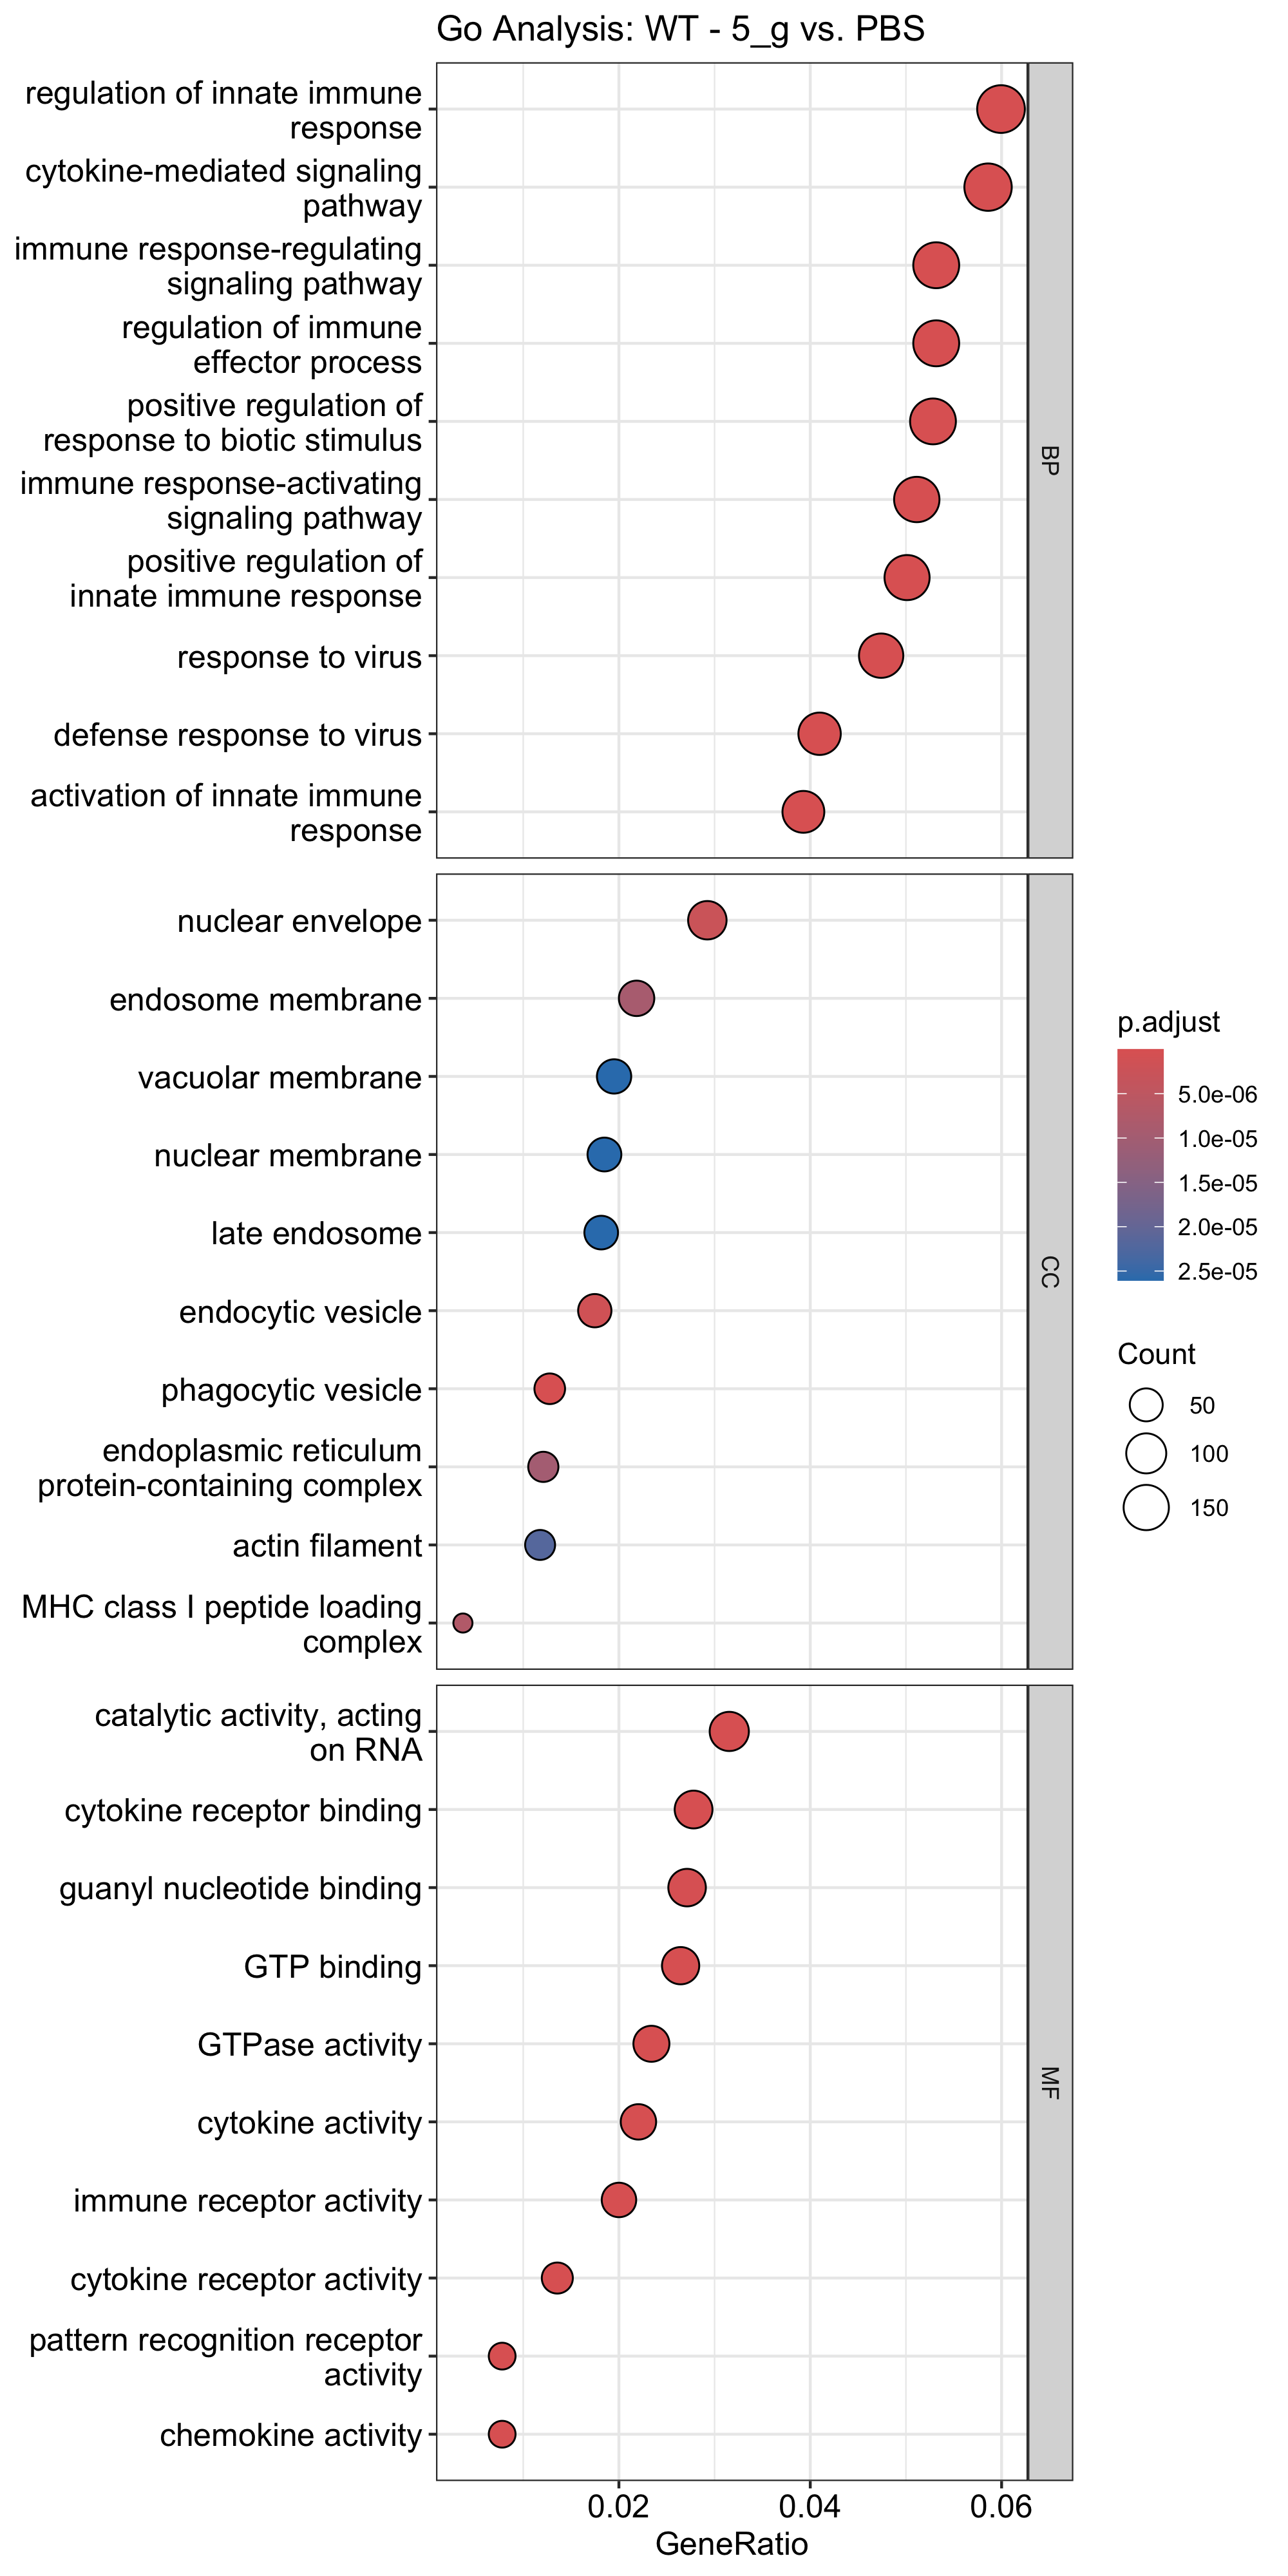 Go Analysis: WT - 5_g vs. PBS
regulation of innate immune
response
cytokine-mediated signaling
pathway
immune response-regulating
signaling pathway
regulation of immune
effector process
positive regulation of
response to biotic stimulus
immune response-activating
signaling pathway
positive regulation of
innate immune response
response to virus
defense response to virus
activation of innate immune
response
BP
nuclear envelope
endosome membrane
vacuolar membrane
nuclear membrane
late endosome
endocytic vesicle
phagocytic vesicle
endoplasmic reticulum
protein-containing complex
actin filament
MHC class I peptide loading
complex
CC
catalytic activity, acting
on RNA
cytokine receptor binding
guanyl nucleotide binding
GTP binding
GTPase activity
cytokine activity
immune receptor activity
cytokine receptor activity
pattern recognition receptor
activity
chemokine activity
MF
0.02
0.04
0.06
GeneRatio
p.adjust
5.0e-06
1.0e-05
1.5e-05
2.0e-05
2.5e-05
Count
50
100
150